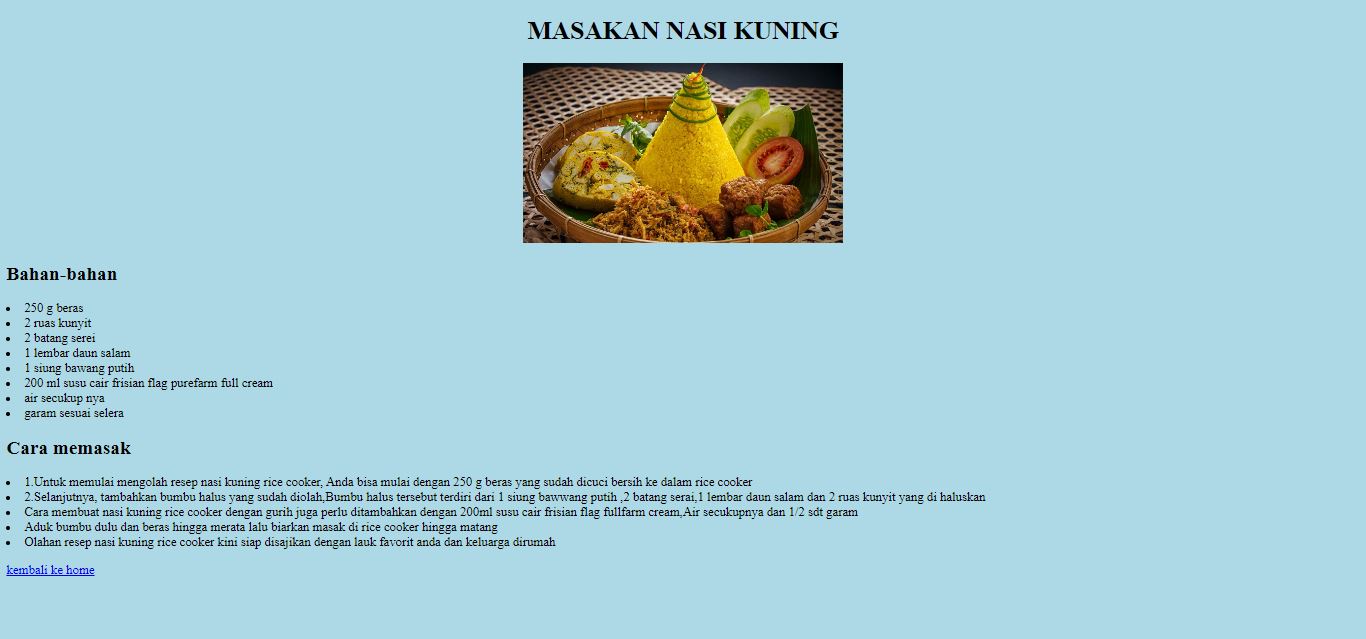 MASAKAN NASI KUNING
Bahan-bahan
250 g beras
2 ruas kunyit
2 batang serei
1 lembar daun salam
1 siung bawang putih
200 ml susu cair frisian flag purefarm full cream
air secukup nya
garam sesuai selera
Cara memasak
1.Untuk memulai mengolah resep nasi kuning rice cooker, Anda bisa mulai dengan 250 g beras yang sudah dicuci bersih ke dalam rice cooker
2.Selanjutnya, tambahkan bumbu halus yang sudah diolah,Bumbu halus tersebut terdiri dari 1 siung bawwang putih ,2 batang serai,1 lembar daun salam dan 2 ruas kunyit yang di haluskan
Cara membuat nasi kuning rice cooker dengan gurih juga perlu ditambahkan dengan 200ml susu cair frisian flag fullfarm cream,Air secukupnya dan 1/2 sdt garam
Aduk bumbu dulu dan beras hingga merata lalu biarkan masak di rice cooker hingga matang
Olahan resep nasi kuning rice cooker kini siap disajikan dengan lauk favorit anda dan keluarga dirumah
kembali ke home